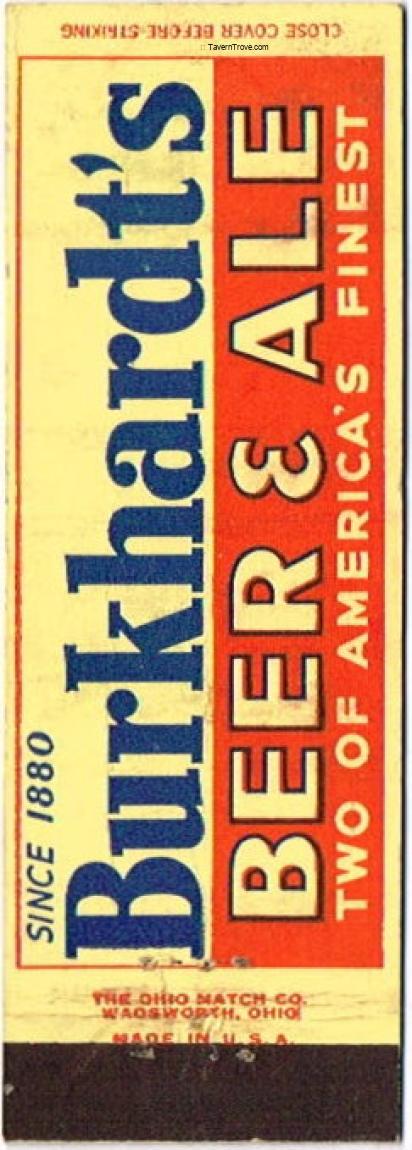 CLOSE COVER BEFORE STRIKING
:: TavernTrove.com
SINCE 1880
Burkhardt's
BEER & ALE
TWO OF AMERICA'S FINEST
THE OHIO MATCH CO.
WADSWORTH, OHIO
MADE IN U.S.A.